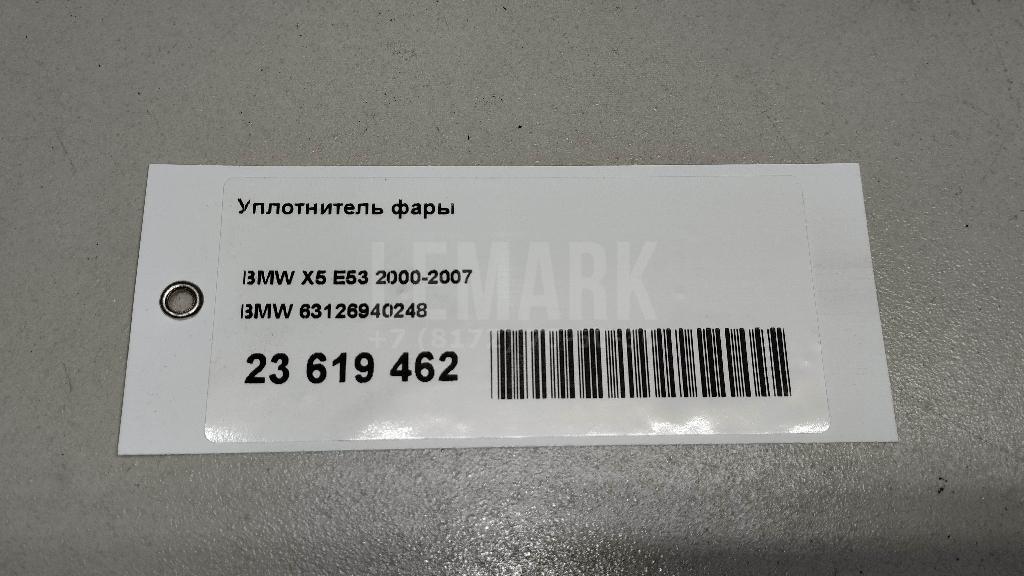 Уплотнитель фары
LEMARK
BMW X5 E53 2000-2007
BMW 63126940248
23 619 462